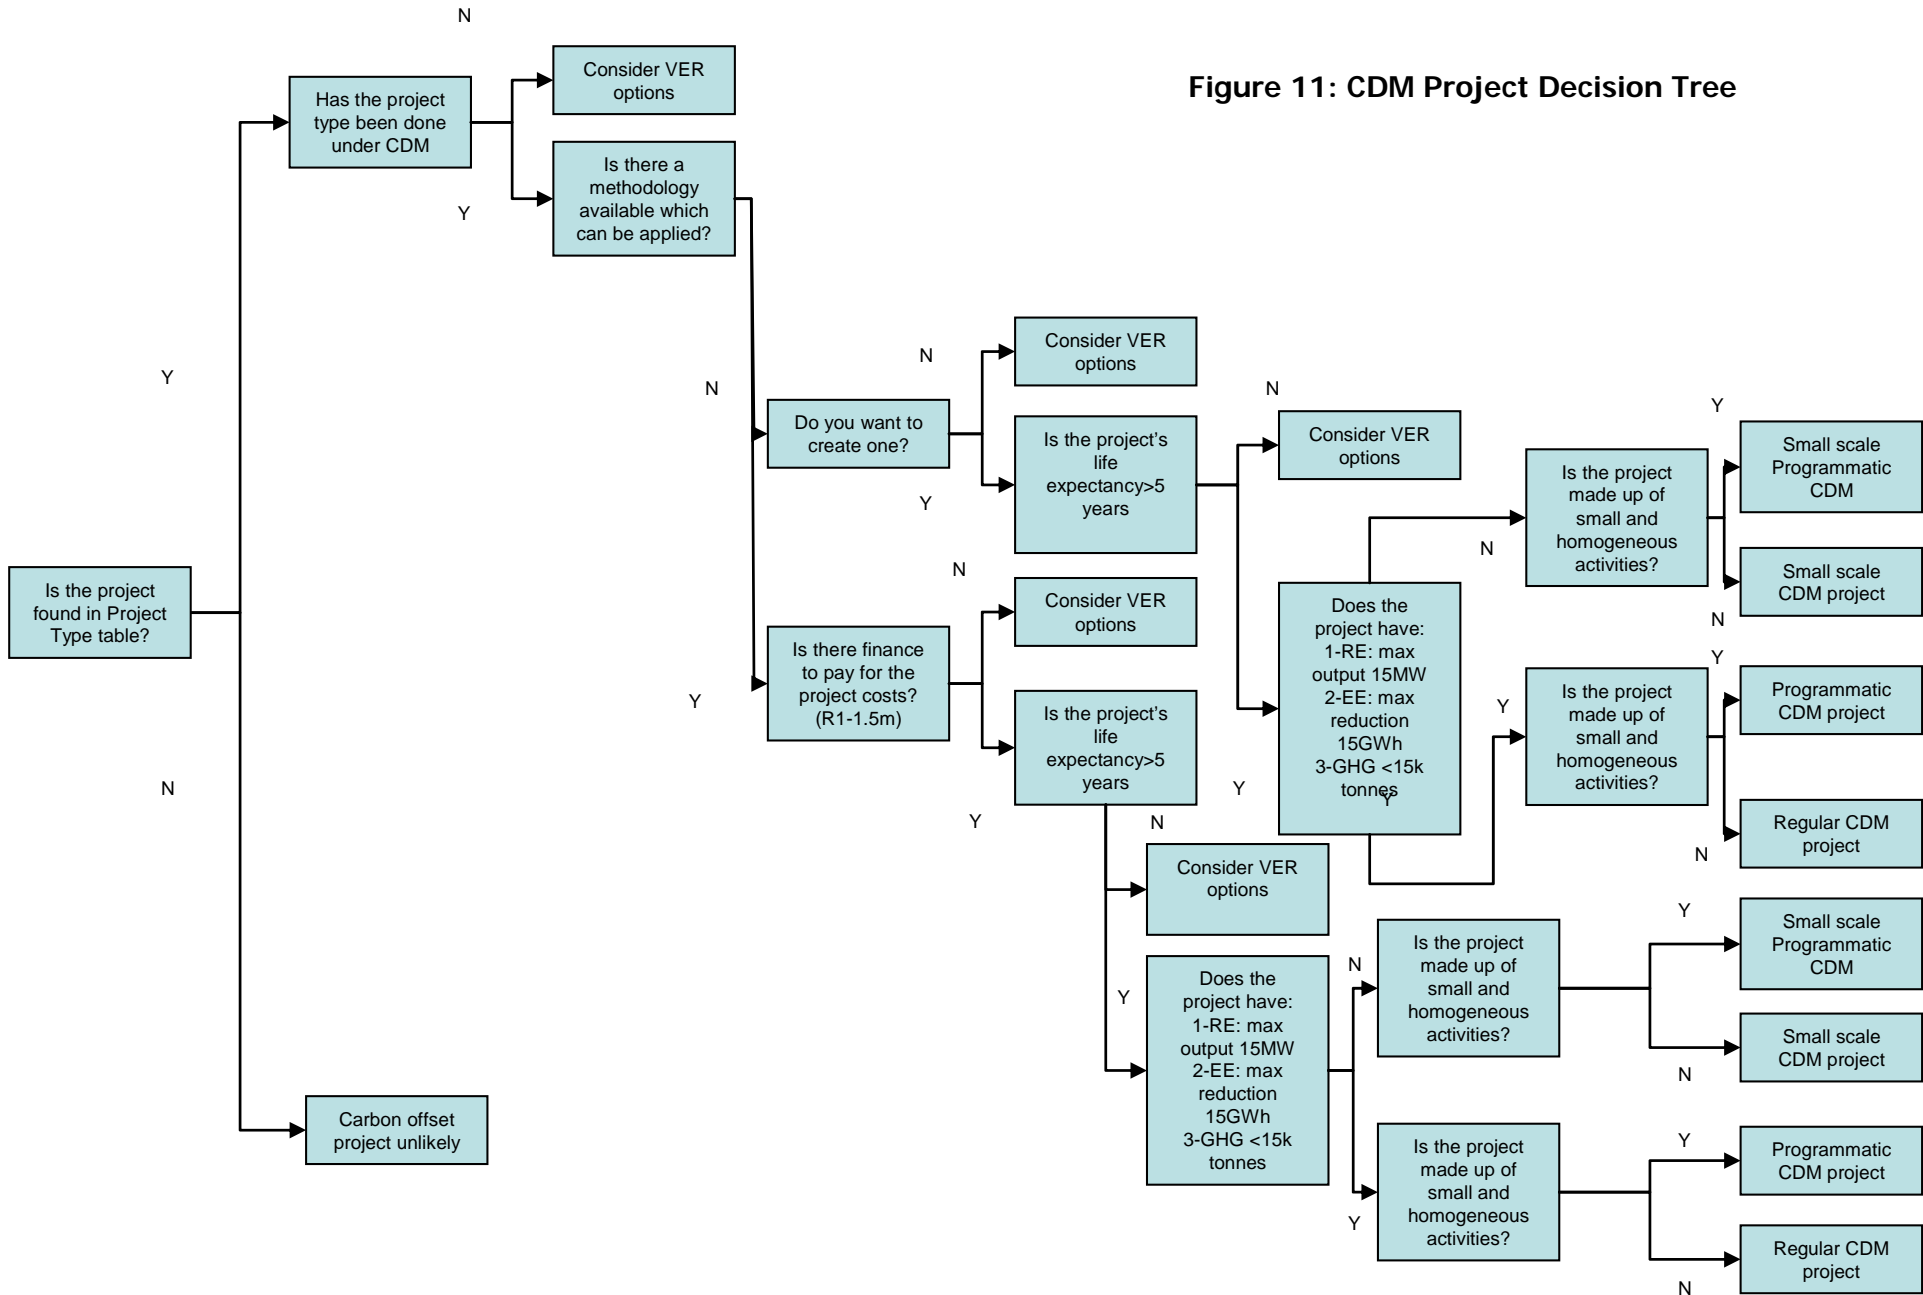 N
Figure 11: CDM Project Decision Tree
Consider VER
options
Has the project
type been done
under CDM
Is there a
methodology
available which
can be applied?
Y
Y
N
N
Consider VER
options
Do you want to
create one?
Y
Is the project's
life
expectancy>5
years
N
Consider VER
options
Is the project
made up of
small and
homogeneous
activities?
Y
Small scale
Programmatic
CDM
Small scale
CDM project
N
N
Is the project
found in Project
Type table?
N
Consider VER
options
Is there finance
to pay for the
project costs?
(R1-1.5m)
Y
Is the project's
life
expectancy>5
years
Y
Does the
project have:
1-RE: max
output 15MW
2-EE: max
reduction
15GWh
3-GHG <15k
tonnes
Y
Y
Y
Is the project
made up of
small and
homogeneous
activities?
Y
Programmatic
CDM project
Regular CDM
project
N
N
N
Consider VER
options
Y
Does the
project have:
1-RE: max
output 15MW
2-EE: max
reduction
15GWh
3-GHG <15k
tonnes
N
Is the project
made up of
small and
homogeneous
activities?
Y
Small scale
Programmatic
CDM
Small scale
CDM project
N
Carbon offset
project unlikely
Y
Is the project
made up of
small and
homogeneous
activities?
Y
Programmatic
CDM project
Regular CDM
project
N